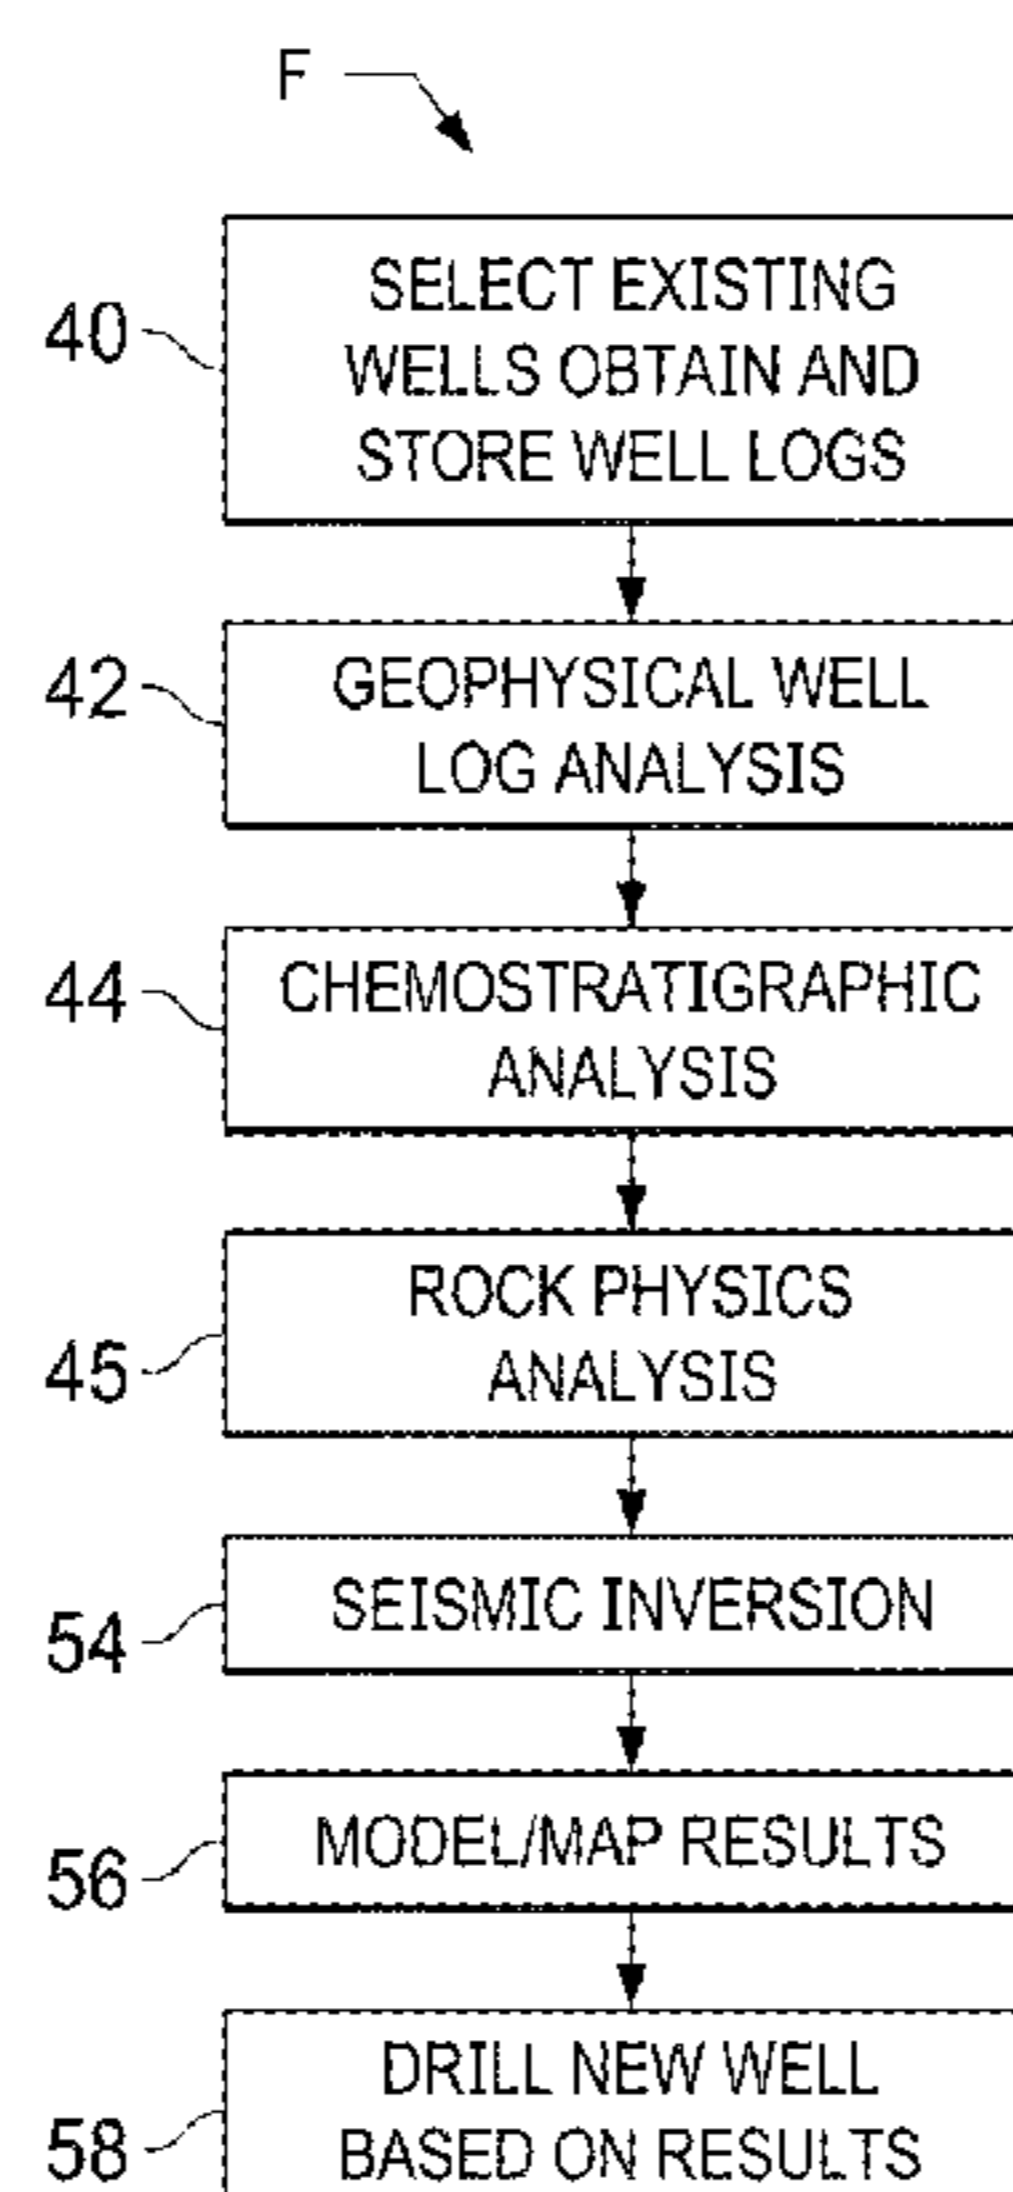 F
40
SELECT EXISTING
WELLS OBTAIN AND
STORE WELL LOGS
42
GEOPHYSICAL WELL
LOG ANALYSIS
44
CHEMOSTRATIGRAPHIC
ANALYSIS
45
ROCK PHYSICS
ANALYSIS
54
SEISMIC INVERSION
56
MODEL/MAP RESULTS
58
DRILL NEW WELL
BASED ON RESULTS